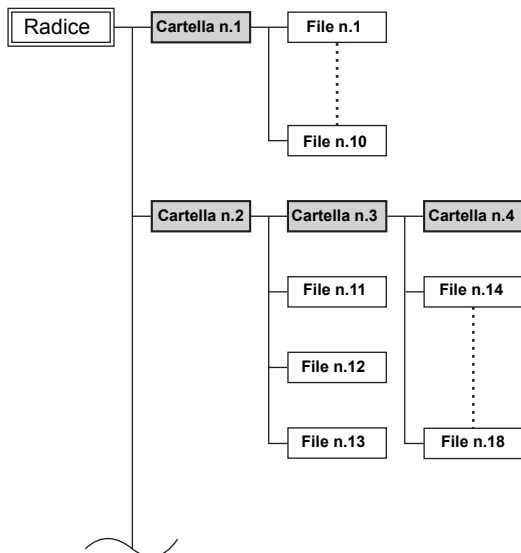 Radice
Cartella n.1
File n.1
File n.10
Cartella n.2
Cartella n.3
Cartella n.4
File n.11
File n.14
File n.12
File n.13
File n.18